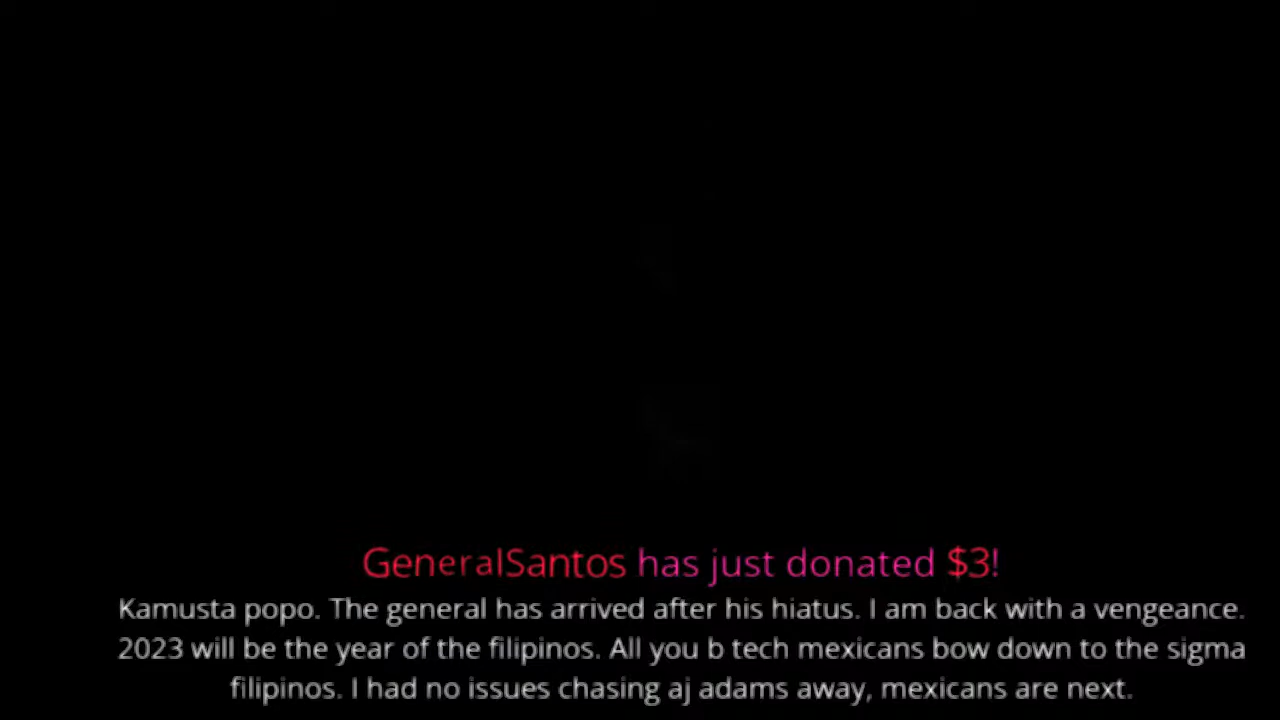 GeneralSantos has just donated $3!
Kamusta popo. The general has arrived after his hiatus. I am back with a vengeance.
2023 will be the year of the filipinos. All you b tech mexicans bow down to the sigma
filipinos. I had no issues chasing aj adams away, mexicans are next.